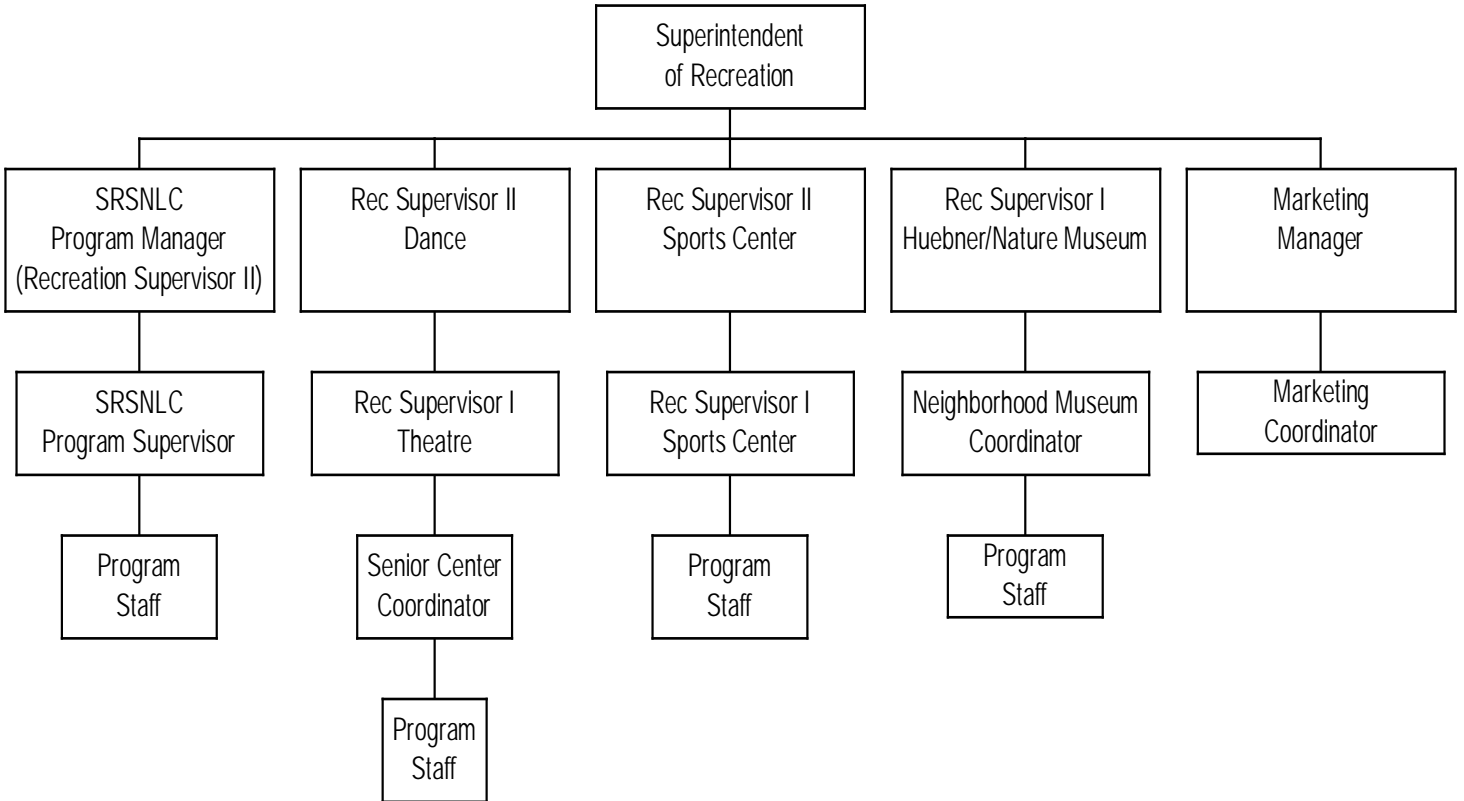 Superintendent
of Recreation
SRSNLC
Program Manager
(Recreation Supervisor II)
Rec Supervisor II
Dance
Rec Supervisor II
Sports Center
Rec Supervisor I
Huebner/Nature Museum
Marketing
Manager
SRSNLC
Program Supervisor
Rec Supervisor I
Theatre
Rec Supervisor I
Sports Center
Neighborhood Museum
Coordinator
Marketing
Coordinator
Program
Staff
Senior Center
Coordinator
Program
Staff
Program
Staff
Program
Staff